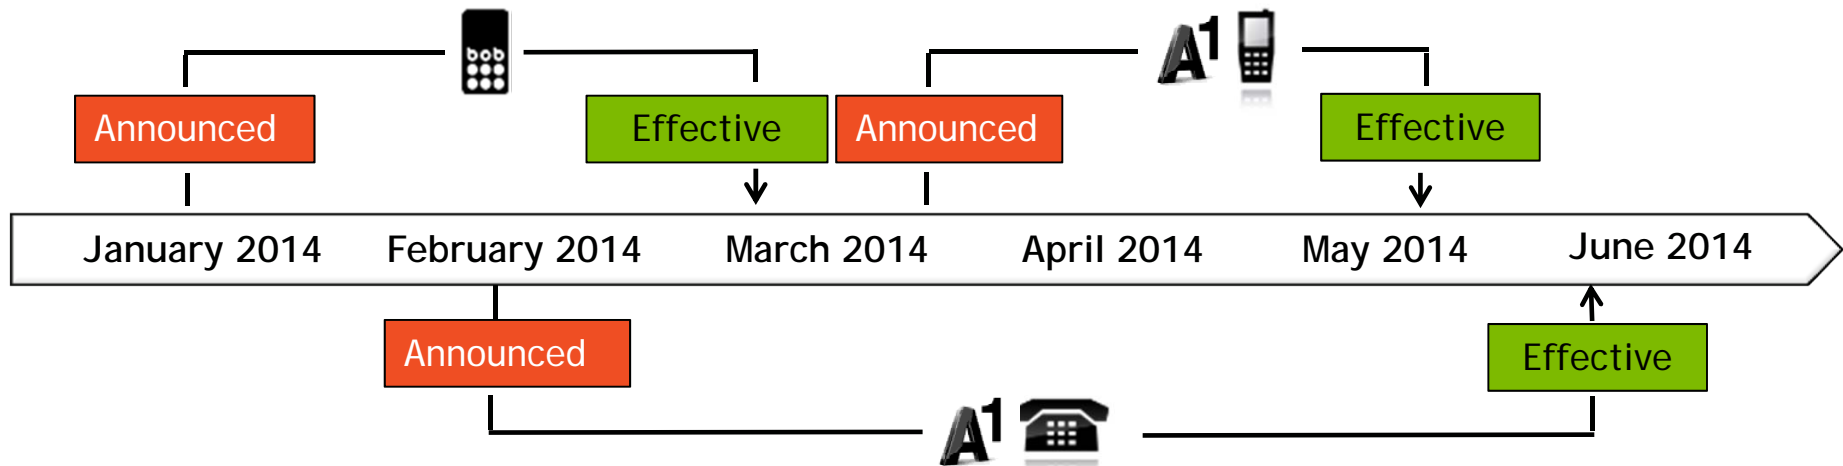 bob
A1
Announced
Effective
Announced
Effective
January 2014
February 2014
March 2014
April 2014
May 2014
June 2014
Announced
Effective
A1